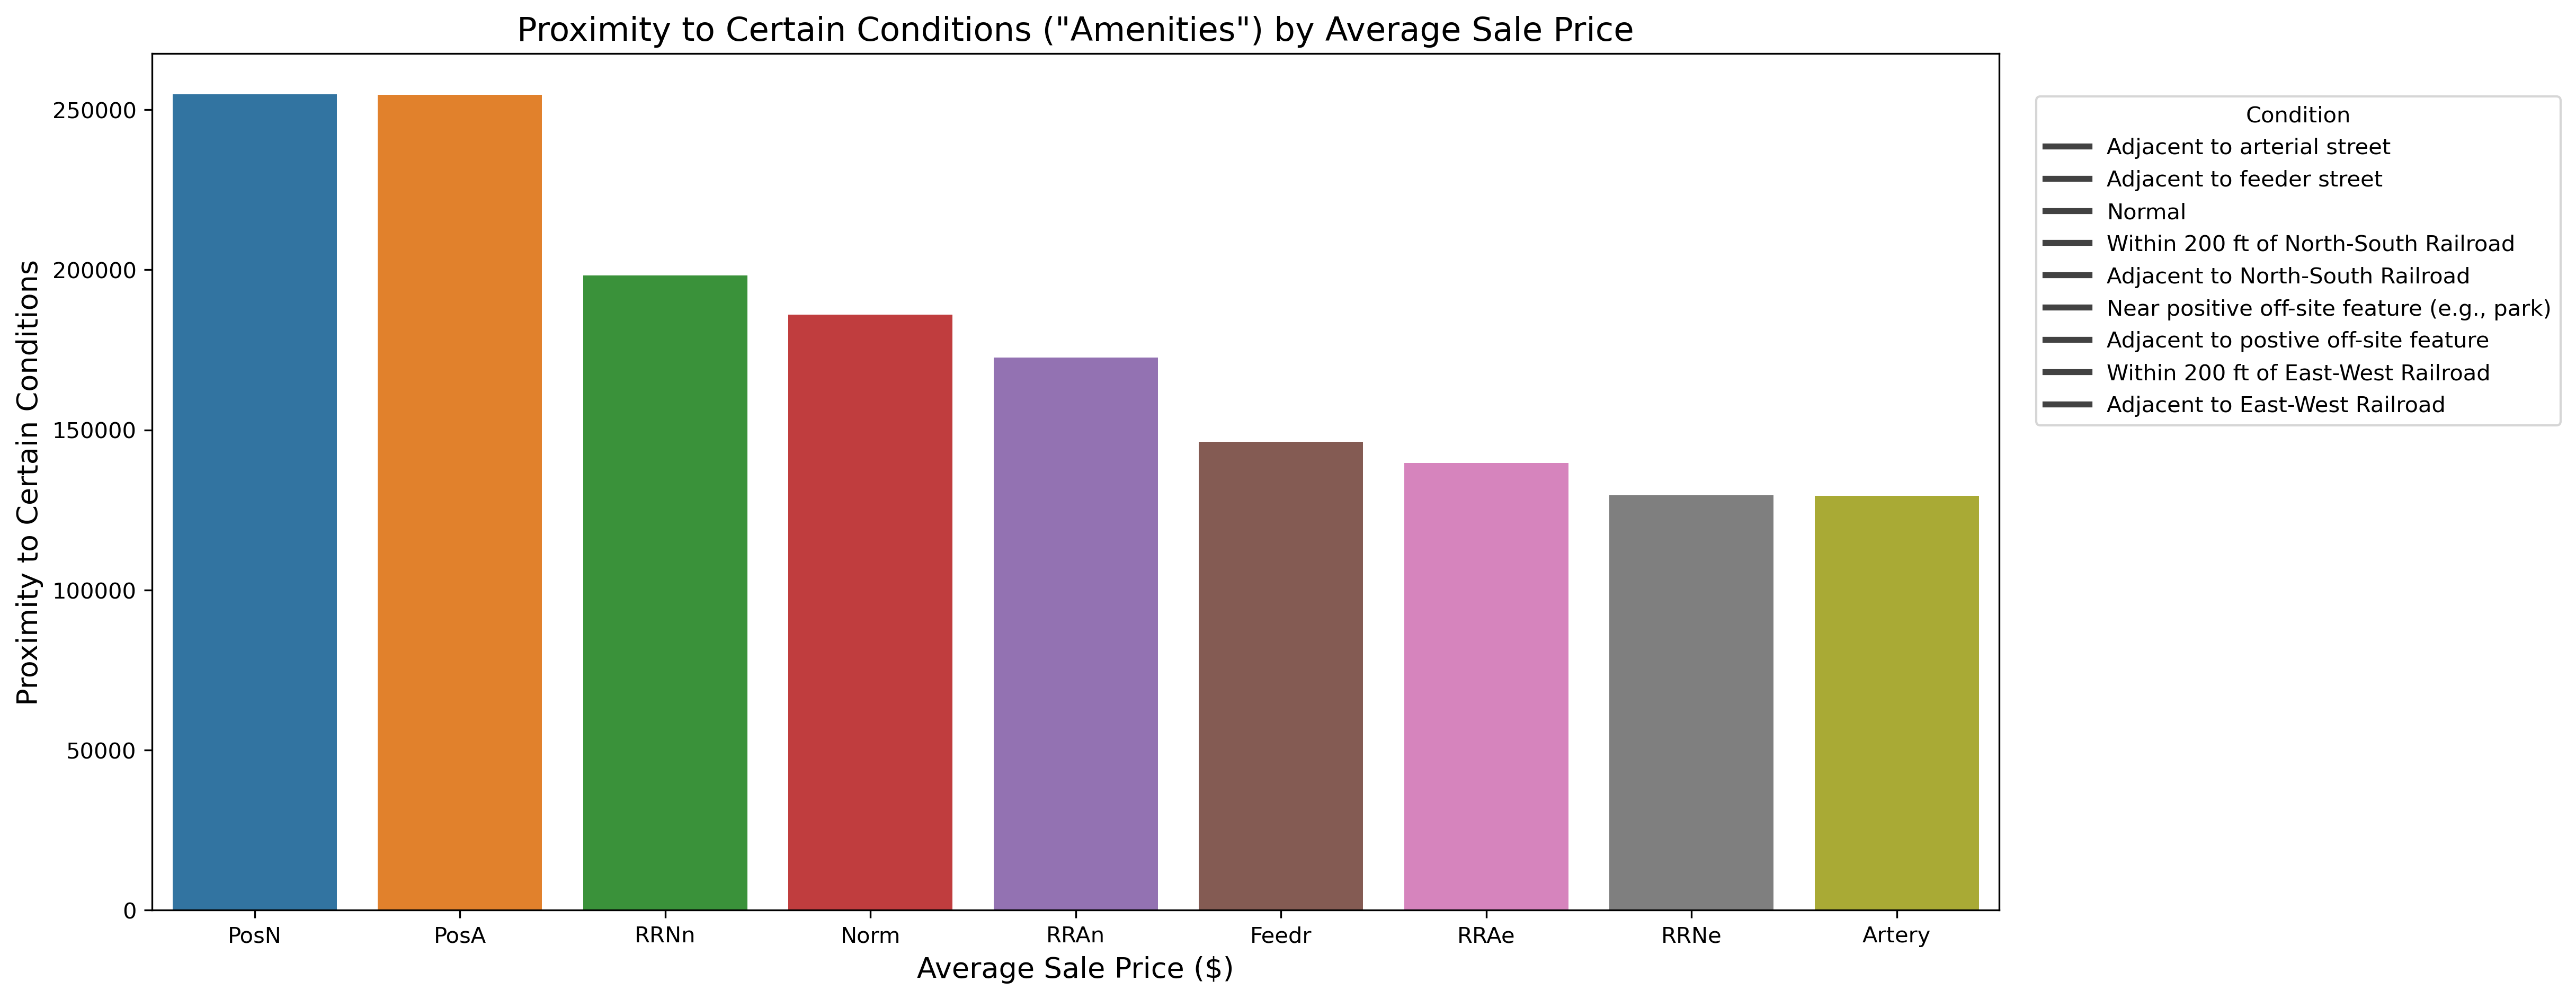 Proximity to Certain Conditions ("Amenities") by Average Sale Price
Proximity to Certain Conditions
250000
200000
150000
100000
50000
0
PosN PosA RRNn Norm RRAn Feedr RRAe RRNe Artery
Average Sale Price ($)
Condition
Adjacent to arterial street
Adjacent to feeder street
Normal
Within 200 ft of North-South Railroad
Adjacent to North-South Railroad
Near positive off-site feature (e.g., park)
Adjacent to postive off-site feature
Within 200 ft of East-West Railroad
Adjacent to East-West Railroad